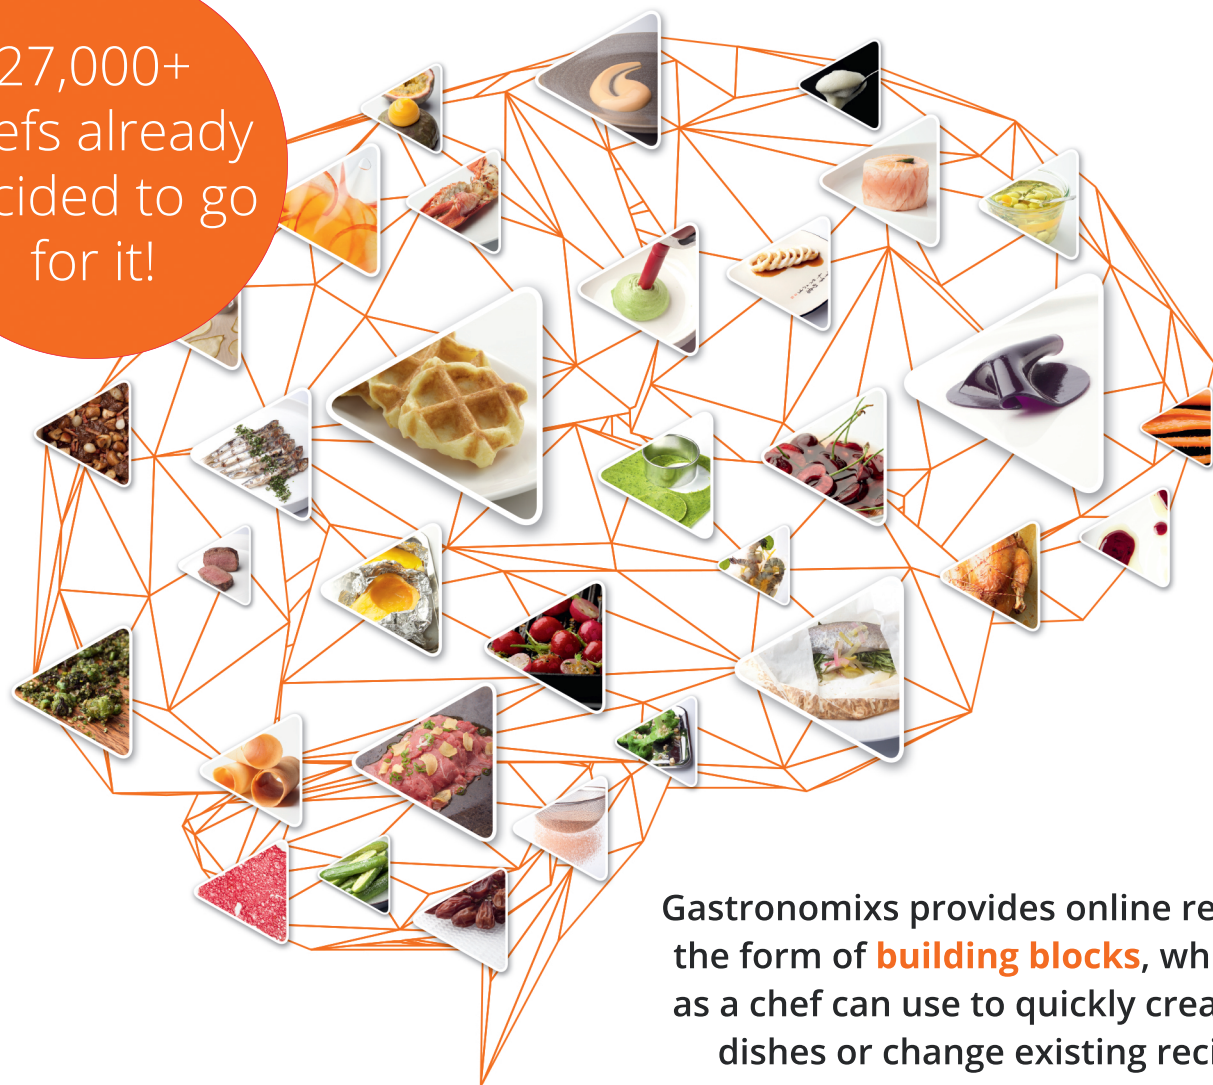 27,000+
efs already
cided to go
for it!
Gastronomixs provides online re
the form of building blocks, wh
as a chef can use to quickly crea
dishes or change existing reci